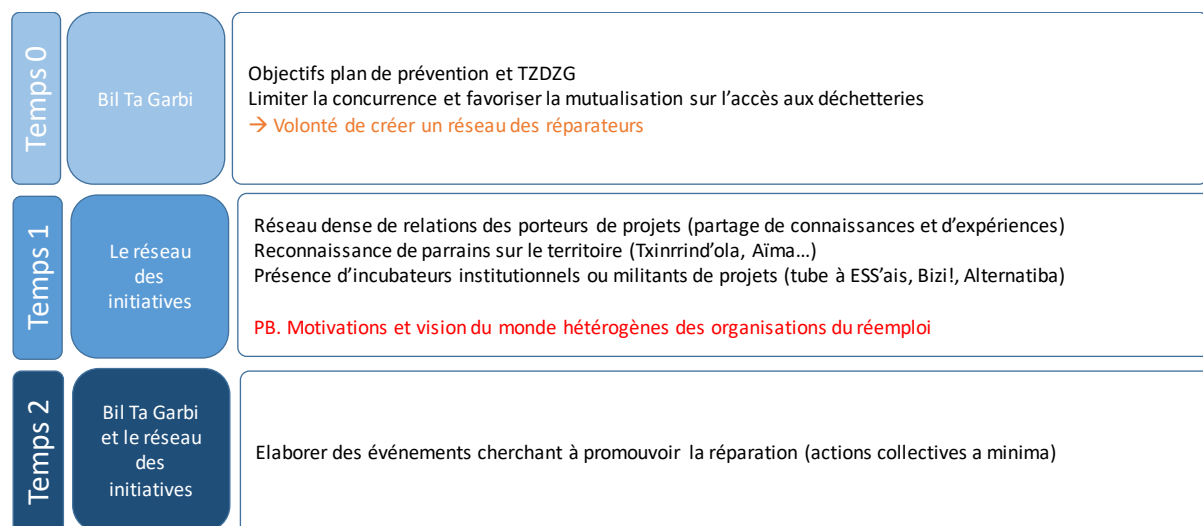 Temps 0
Bil Ta Garbi
Objectifs plan de prévention et TZDZG
Limiter la concurrence et favoriser la mutualisation sur l'accès aux déchetteries
→ Volonté de créer un réseau des réparateurs
Temps 1
Le réseau
des
initiatives
Réseau dense de relations des porteurs de projets (partage de connaissances et d'expériences)
Reconnaissance de parrains sur le territoire (Txinrrind'ola, Aïma…)
Présence d'incubateurs institutionnels ou militants de projets (tube à ESS'ais, Bizi!, Alternatiba)
PB. Motivations et vision du monde hétérogènes des organisations du réemploi
Temps 2
Bil Ta Garbi
et le réseau
des
initiatives
Elaborer des événements cherchant à promouvoir la réparation (actions collectives a minima)